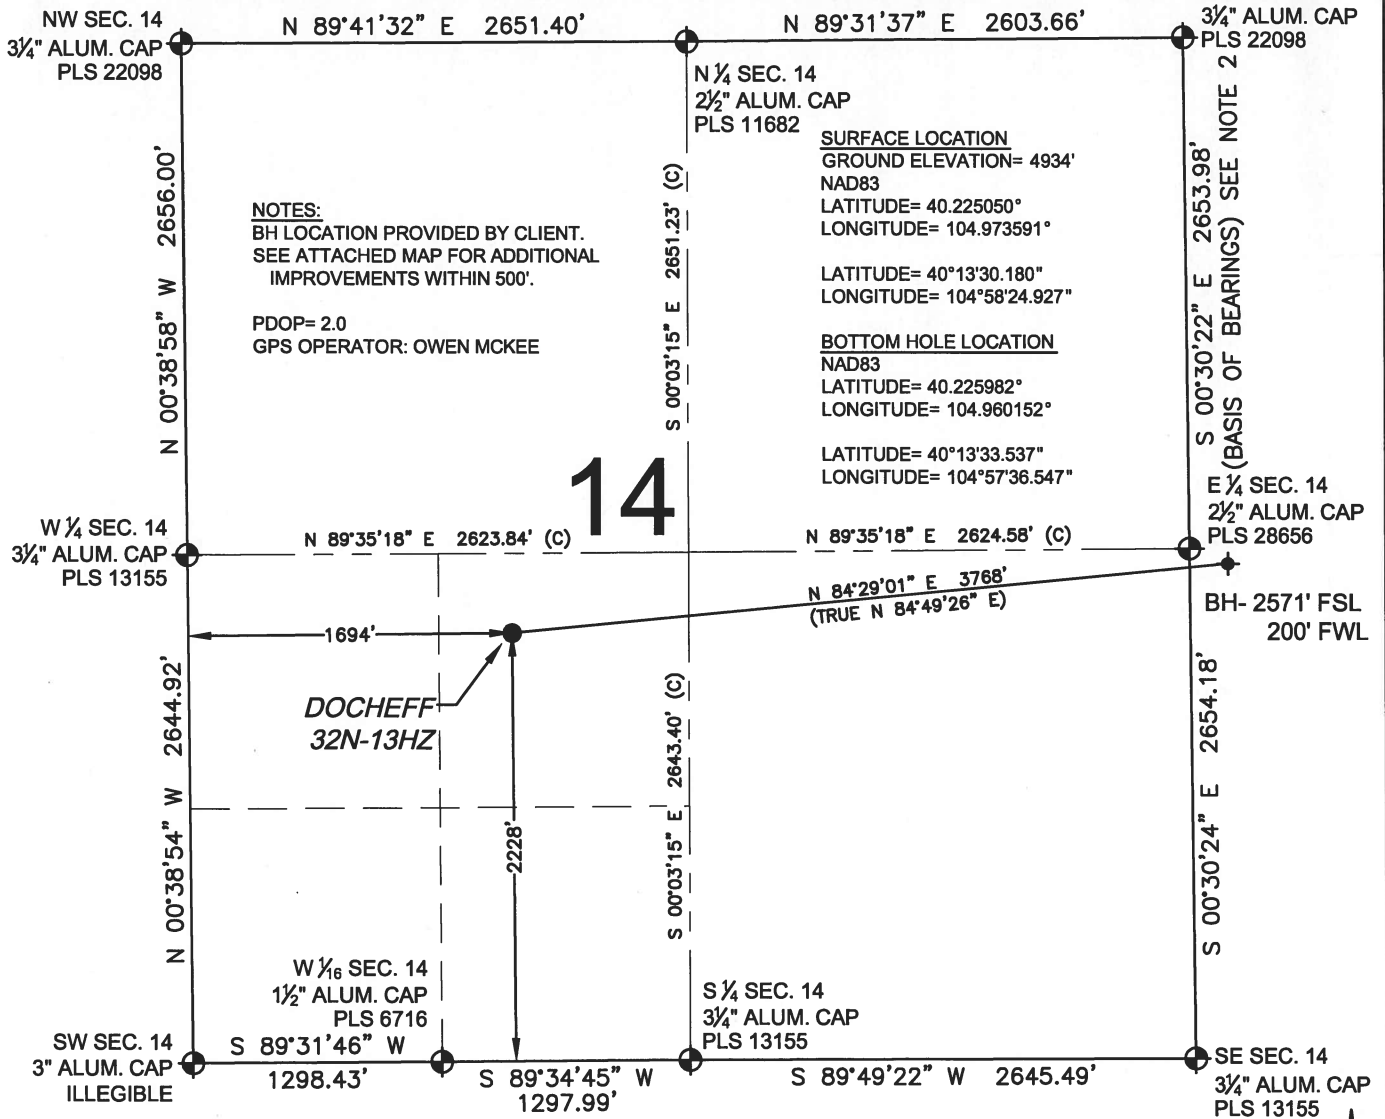 NW SEC. 14
3¼" ALUM. CAP
PLS 22098
N 89°41'32" E 2651.40'
N 89°31'37" E 2603.66'
3¼" ALUM. CAP
PLS 22098
N ¼ SEC. 14
2½" ALUM. CAP
PLS 11682
SURFACE LOCATION
GROUND ELEVATION= 4934'
NAD83
LATITUDE= 40.225050°
LONGITUDE= 104.973591°
LATITUDE= 40°13'30.180"
LONGITUDE= 104°58'24.927"
BOTTOM HOLE LOCATION
NAD83
LATITUDE= 40.225982°
LONGITUDE= 104.960152°
LATITUDE= 40°13'33.537"
LONGITUDE= 104°57'36.547"
NOTES:
BH LOCATION PROVIDED BY CLIENT.
SEE ATTACHED MAP FOR ADDITIONAL
IMPROVEMENTS WITHIN 500'.
PDOP= 2.0
GPS OPERATOR: OWEN MCKEE
N 00°38'58" W 2656.00'
S 00°03'15" E 2651.23' (C)
S 00°30'22" E 2653.98'
(BASIS OF BEARINGS) SEE NOTE 2
14
W ¼ SEC. 14
3¼" ALUM. CAP
PLS 13155
N 89°35'18" E 2623.84' (C)
N 89°35'18" E 2624.58' (C)
E ¼ SEC. 14
2½" ALUM. CAP
PLS 28656
N 84°29'01" E 3768'
(TRUE N 84°49'26" E)
BH- 2571' FSL
200' FWL
1694'
DOCHEFF
32N-13HZ
2228'
N 00°38'54" W 2644.92'
S 00°03'15" E 2643.40' (C)
S 00°30'24" E 2654.18'
W 1⁄16 SEC. 14
1½" ALUM. CAP
PLS 6716
S ¼ SEC. 14
3¼" ALUM. CAP
PLS 13155
SW SEC. 14
3" ALUM. CAP
ILLEGIBLE
S 89°31'46" W
1298.43'
S 89°34'45" W
1297.99'
S 89°49'22" W 2645.49'
SE SEC. 14
3¼" ALUM. CAP
PLS 13155